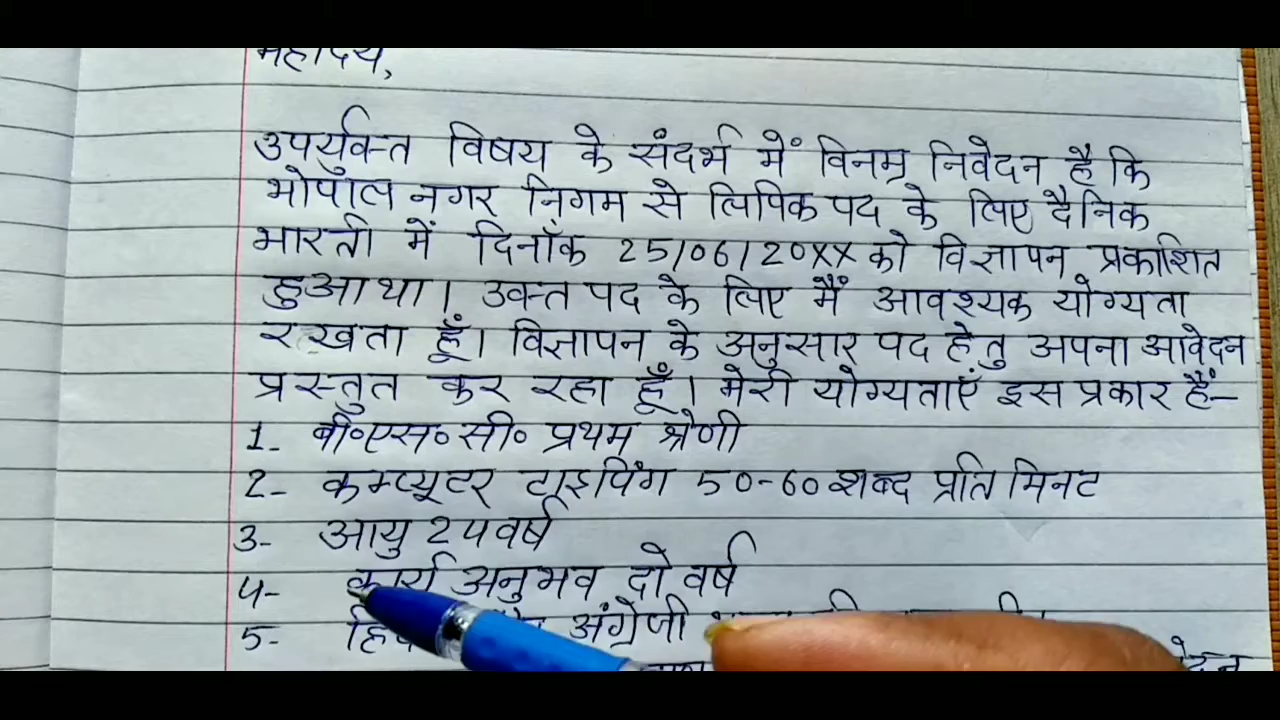 महोदय,
उपर्युक्त विषय के संदर्भ में विनम्र निवेदन है कि
भोपाल नगर निगम से लिपिक पद के लिए दैनिक
भारती में दिनाँक 25/06/20XX को विज्ञापन प्रकाशित
हुआ था। उक्त पद के लिए मैं आवश्यक योग्यता
रखता हूँ। विज्ञापन के अनुसार पद हेतु अपना आवेदन
प्रस्तुत कर रहा हूँ। मेरी योग्यताएँ इस प्रकार हैं-
1- बी०एस०सी० प्रथम श्रेणी
2- कम्प्यूटर टाइपिंग 50-60 शब्द प्रति मिनट
3- आयु 24 वर्ष
4- कार्य अनुभव दो वर्ष
5- अंग्रेजी